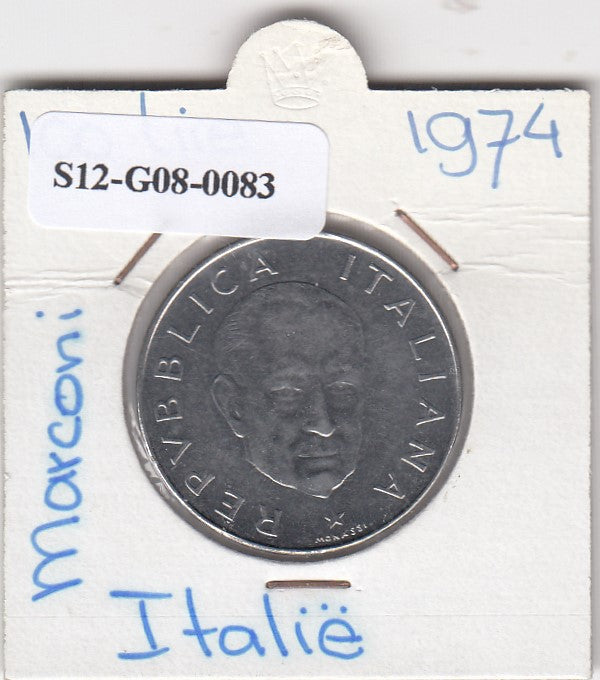 1974
S12-G08-0083
REPVBBLICA ITALIANA
MONASSI
Marconi
Italië